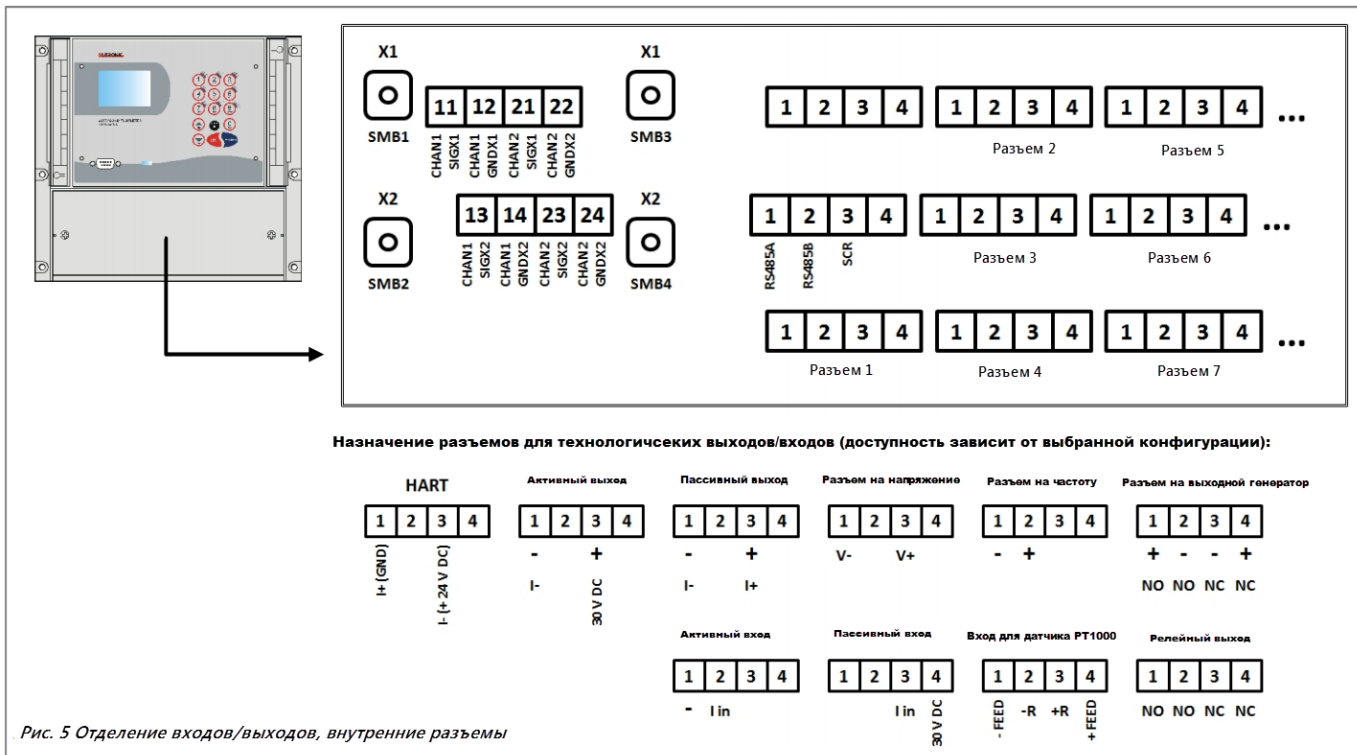 X1
X1
11 12 21 22
1 2 3 4 1 2 3 4 1 2 3 4 ...
SMB1
SMB3
CHAN1 SIGX1 CHAN1 GNDX1 CHAN2 SIGX1 CHAN2 GNDX2
Разъем 2
Разъем 5
X2
X2
13 14 23 24
1 2 3 4 1 2 3 4 1 2 3 4 ...
SMB2
SMB4
CHAN1 SIGX2 CHAN1 GNDX2 CHAN2 SIGX2 CHAN2 GNDX2
RS485A RS485B SCR
Разъем 3
Разъем 6
1 2 3 4 1 2 3 4 1 2 3 4 ...
Разъем 1
Разъем 4
Разъем 7
Назначение разъемов для технологичсеких выходов/входов (доступность зависит от выбранной конфигурации):
HART
1 2 3 4
I+ (GND)
I- (+ 24 V DC)
Активный выход
1 2 3 4
- +
I-
30 V DC
Пассивный выход
1 2 3 4
- +
I- I+
Разъем на напряжение
1 2 3 4
V- V+
Разъем на частоту
1 2 3 4
- +
Разъем на выходной генератор
1 2 3 4
+ - - +
NO NO NC NC
Активный вход
1 2 3 4
- I in
Пассивный вход
1 2 3 4
I in
30 V DC
Вход для датчика PT1000
1 2 3 4
- FEED -R +R + FEED
Релейный выход
1 2 3 4
NO NO NC NC
Рис. 5 Отделение входов/выходов, внутренние разъемы